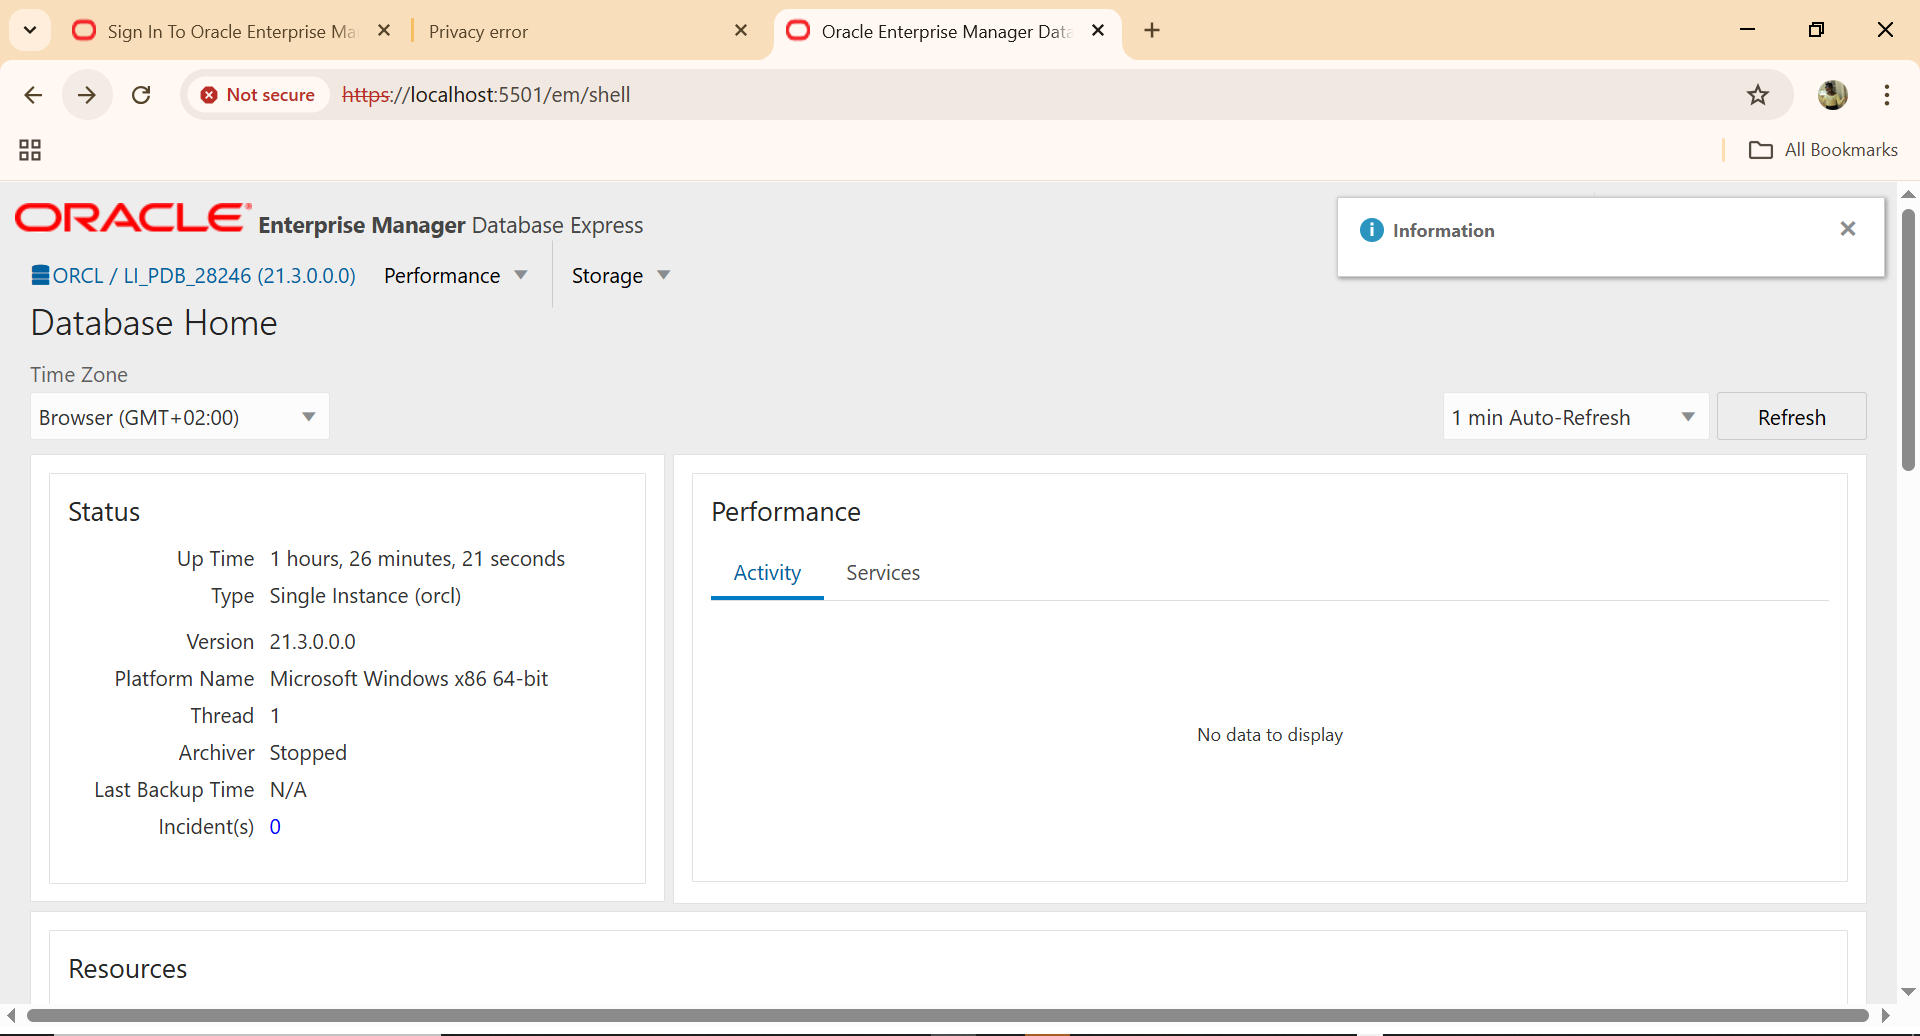 Sign In To Oracle Enterprise Ma
Privacy error
Oracle Enterprise Manager Data
Not secure
https://localhost:5501/em/shell
All Bookmarks
ORACLE® Enterprise Manager Database Express
Information
ORCL / LI_PDB_28246 (21.3.0.0.0)
Performance
Storage
Database Home
Time Zone
Browser (GMT+02:00)
1 min Auto-Refresh
Refresh
Status
Up Time 1 hours, 26 minutes, 21 seconds
Type Single Instance (orcl)
Version 21.3.0.0.0
Platform Name Microsoft Windows x86 64-bit
Thread 1
Archiver Stopped
Last Backup Time N/A
Incident(s) 0
Performance
Activity
Services
No data to display
Resources